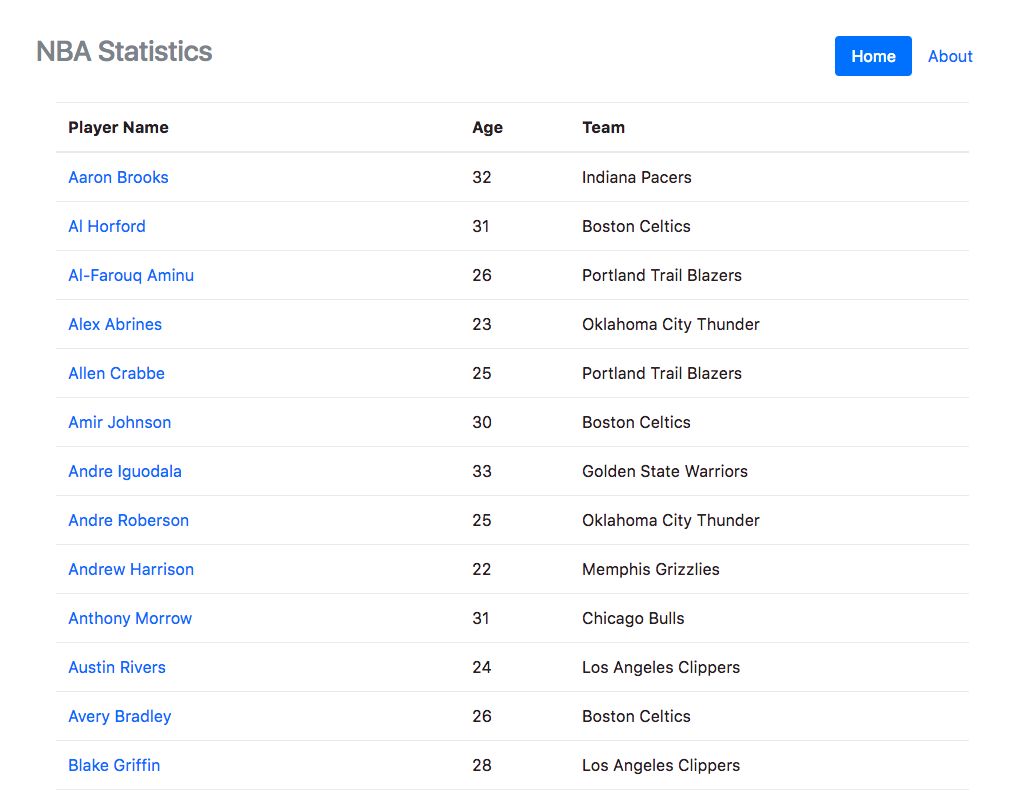 NBA Statistics
Home About
Player Name Age Team
Aaron Brooks 32 Indiana Pacers
Al Horford 31 Boston Celtics
Al-Farouq Aminu 26 Portland Trail Blazers
Alex Abrines 23 Oklahoma City Thunder
Allen Crabbe 25 Portland Trail Blazers
Amir Johnson 30 Boston Celtics
Andre Iguodala 33 Golden State Warriors
Andre Roberson 25 Oklahoma City Thunder
Andrew Harrison 22 Memphis Grizzlies
Anthony Morrow 31 Chicago Bulls
Austin Rivers 24 Los Angeles Clippers
Avery Bradley 26 Boston Celtics
Blake Griffin 28 Los Angeles Clippers